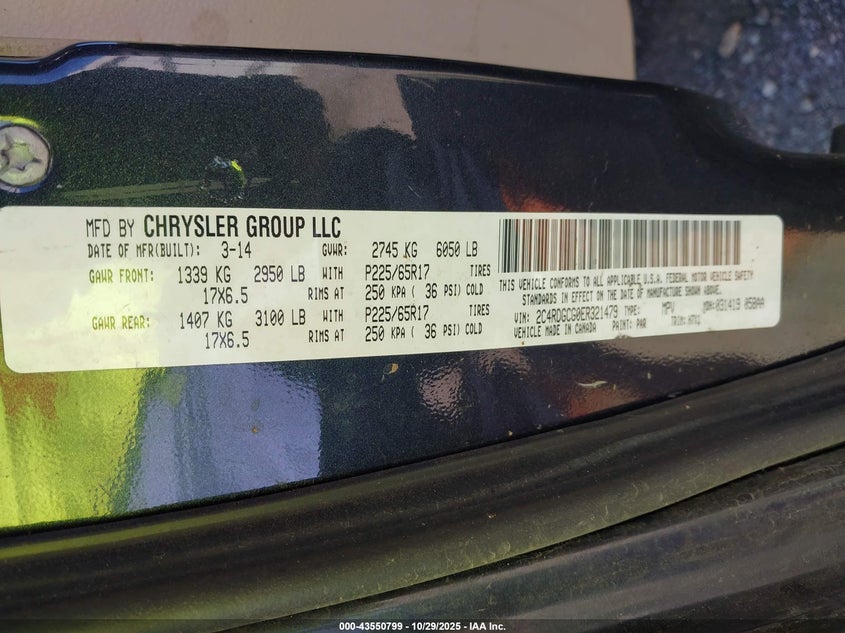 MFD BY CHRYSLER GROUP LLC
DATE OF MFR(BUILT): 3-14 GVWR: 2745 KG 6050 LB
GAWR FRONT: 1339 KG 2950 LB WITH P225/65R17 TIRES
17X6.5 RIMS AT 250 KPA ( 36 PSI) COLD
GAWR REAR: 1407 KG 3100 LB WITH P225/65R17 TIRES
17X6.5 RIMS AT 250 KPA ( 36 PSI) COLD
THIS VEHICLE CONFORMS TO ALL APPLICABLE U.S.A. FEDERAL MOTOR VEHICLE SAFETY
STANDARDS IN EFFECT ON THE DATE OF MANUFACTURE SHOWN ABOVE.
VIN: 2C4RDGCG0ER321479 TYPE: MPV MDH: 031419 058AA
VEHICLE MADE IN CANADA PAINT: PAR TRIM:
000-43550799 - 10/29/2025 - IAA Inc.